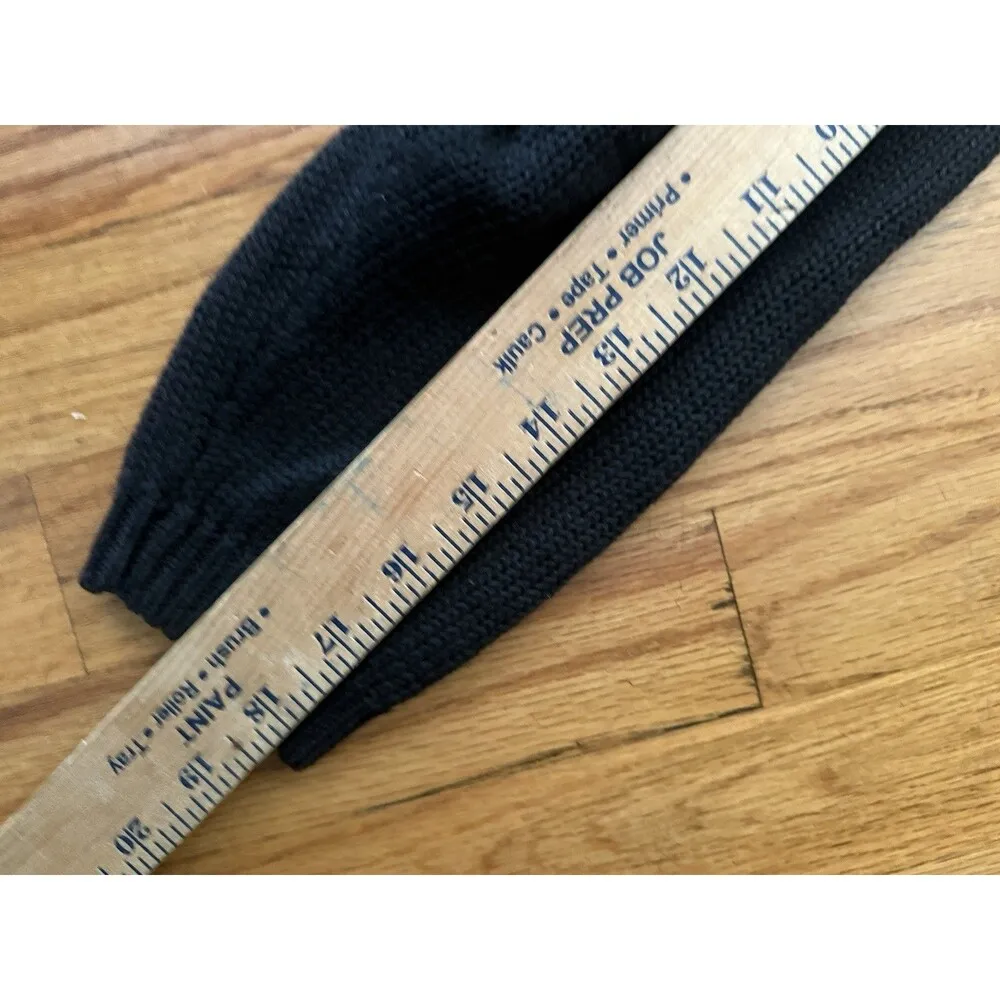 • Primer • Tape • Caulk
JOB PREP
11
12
13
14
15
16
17
18
19
20
PAINT
• Brush • Roller • Tray